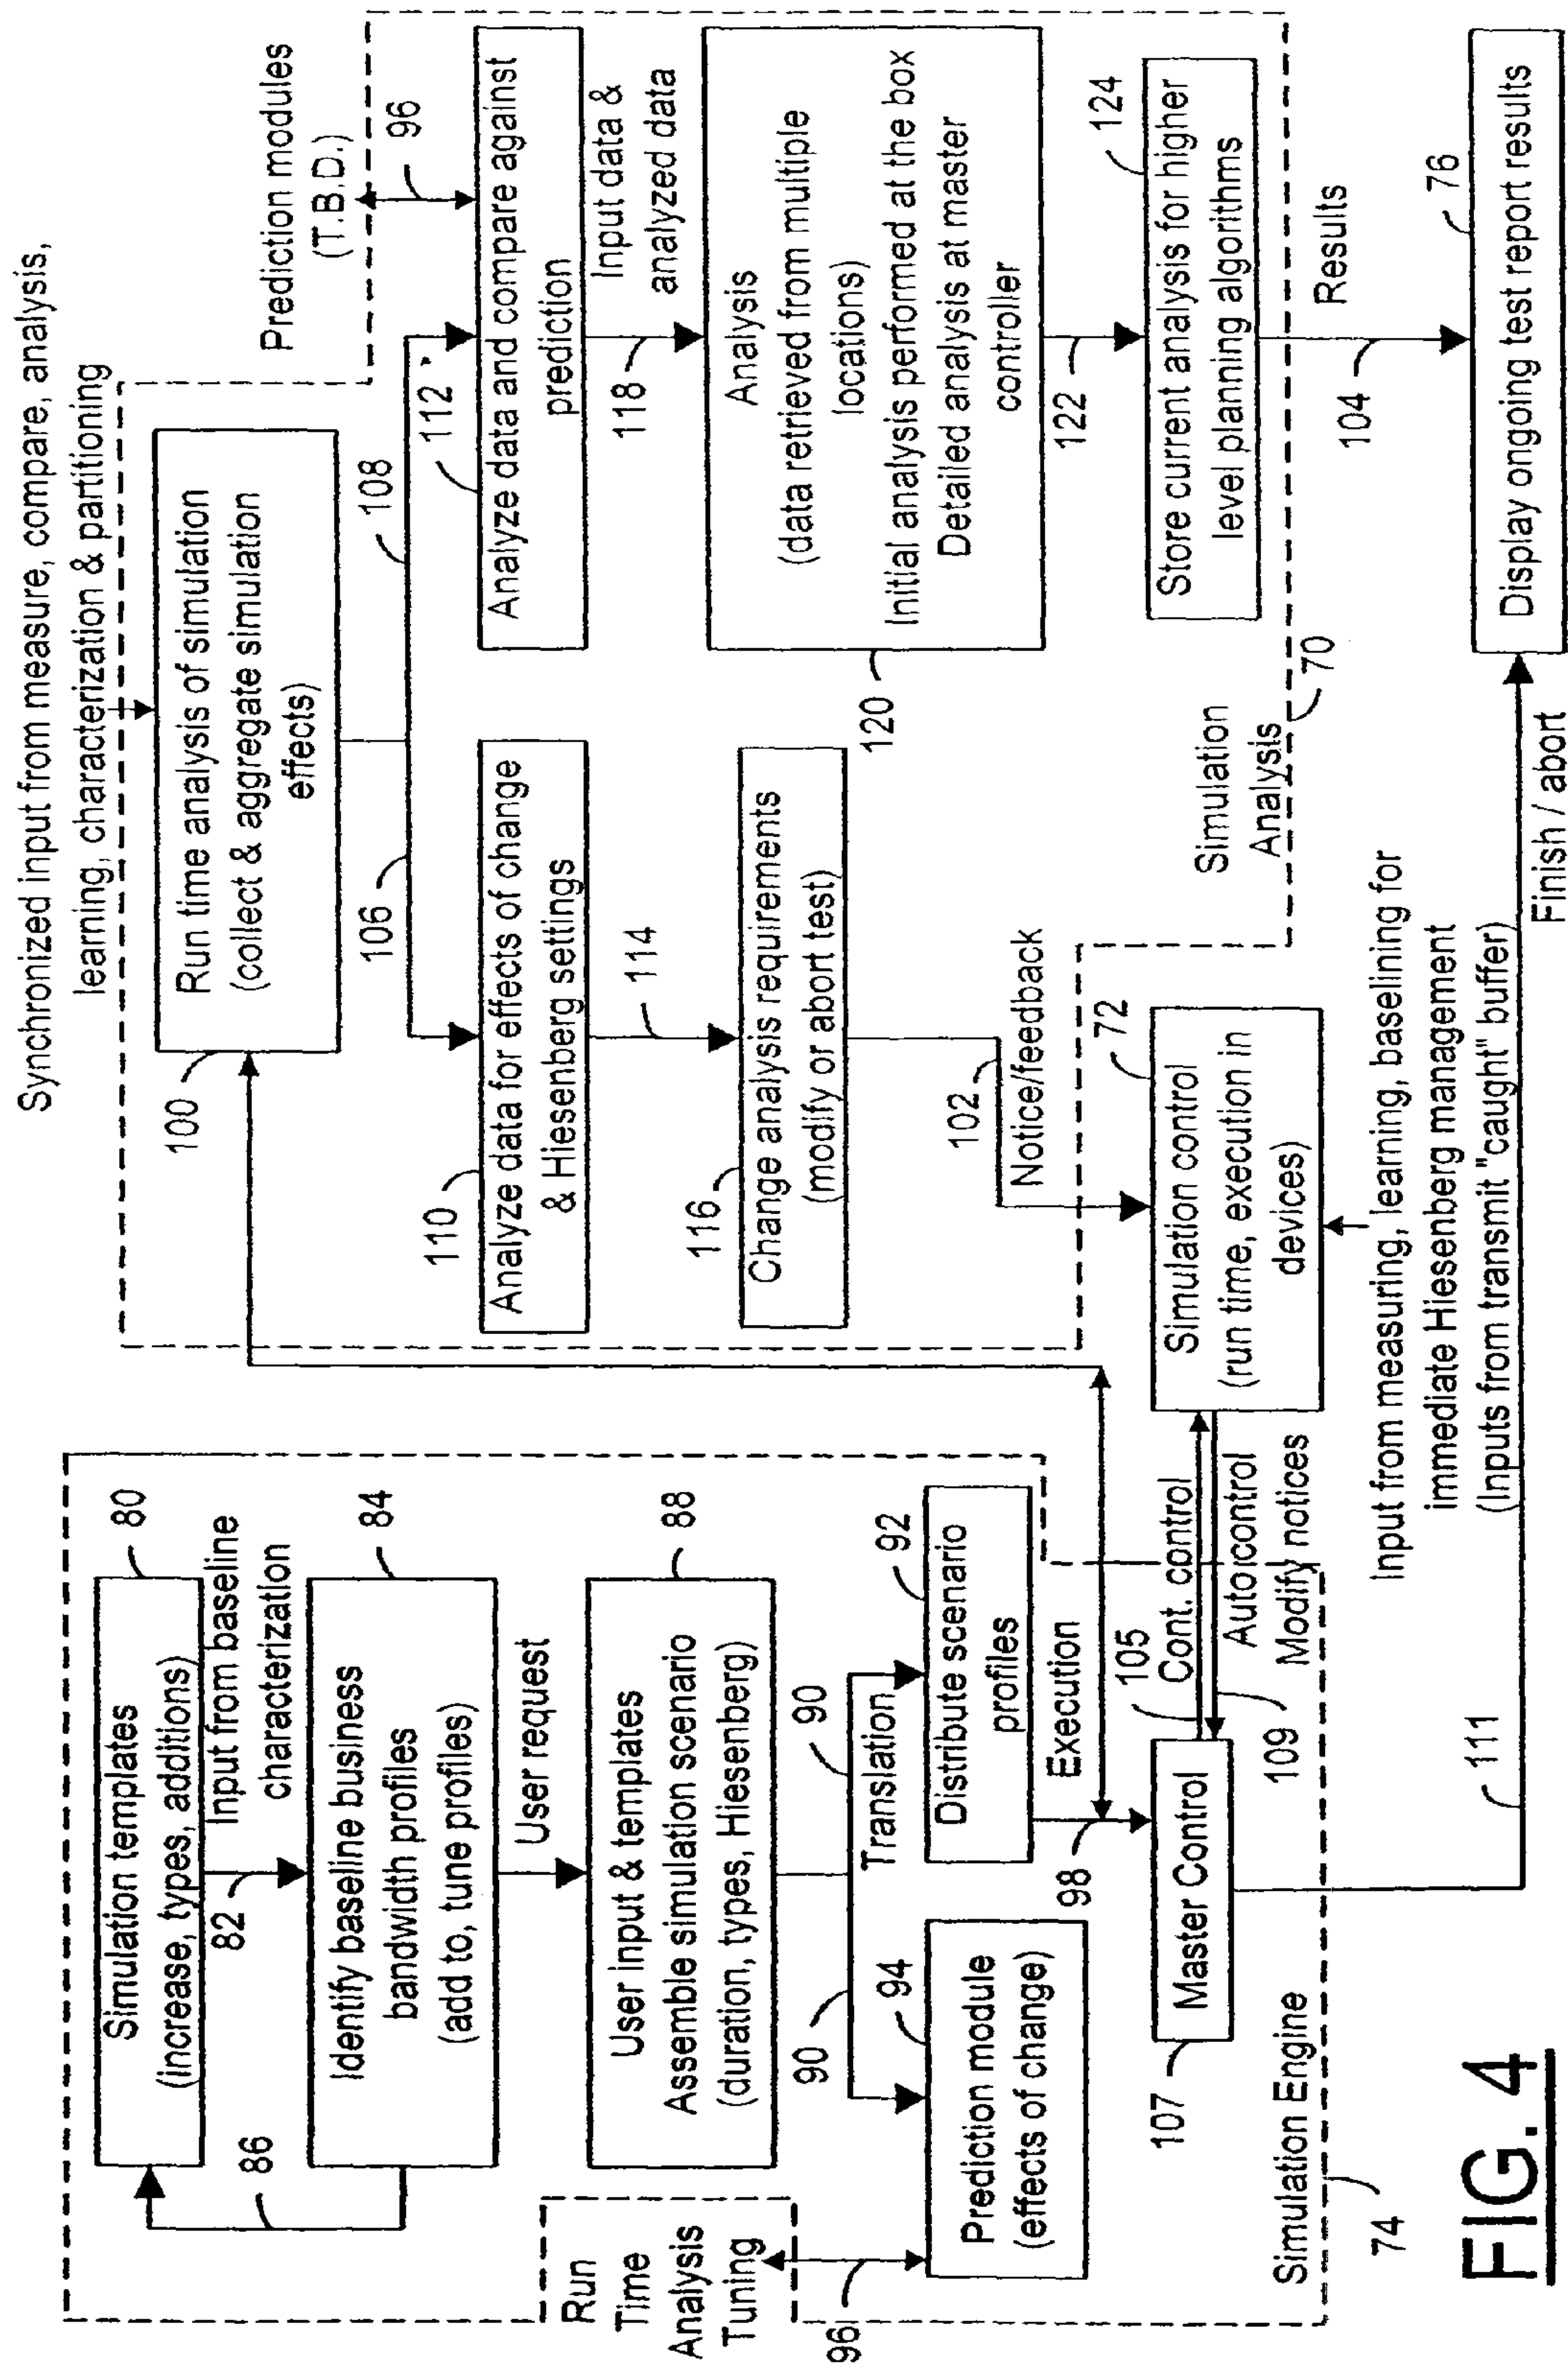 Simulation templates
(increase, types, additions)
80
Input from baseline
characterization
82
86
Identify baseline business
bandwidth profiles
(add to, tune profiles)
84
User request
User Input & templates
Assemble simulation scenario
(duration, types, Hiesenberg)
88
90
90
Translation
Run
Time
Analysis
Tuning
96
Prediction module
(effects of change)
94
Distribute scenario
profiles
92
Execution
98
Master Control
107
105
Cont. control
Autocontrol
Modify notices
109
Simulation Engine
74
111
Synchronized input from measure, compare, analysis,
learning, characterization & partitioning
Run time analysis of simulation
(collect & aggregate simulation
effects)
100
106
108
Prediction modules
(T.B.D.)
96
Analyze data for effects of change
& Hiesenberg settings
110
114
Change analysis requirements
(modify or abort test)
116
102
Notice/feedback
Simulation control
(run time, execution in
devices)
72
Input from measuring, learning, baselining for
immediate Hiesenberg management
(Inputs from transmit "caught" buffer)
112
Analyze data and compare against
prediction
118
Input data &
analyzed data
Analysis
(data retrieved from multiple
locations)
Initial analysis performed at the box
Detailed analysis at master
controller
120
122
Store current analysis for higher
level planning algorithms
124
Simulation
Analysis
70
Results
104
Display ongoing test report results
76
Finish / abort
FIG. 4